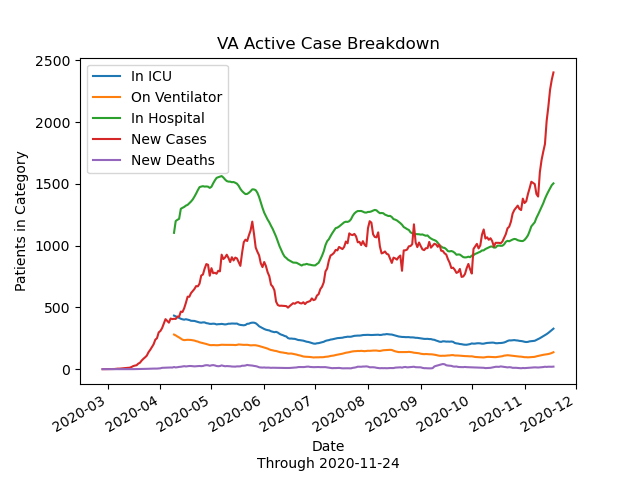 VA Active Case Breakdown
In ICU
On Ventilator
In Hospital
New Cases
New Deaths
Patients in Category
2500
2000
1500
1000
500
0
2020-03
2020-04
2020-05
2020-06
2020-07
2020-08
2020-09
2020-10
2020-11
2020-12
Date
Through 2020-11-24